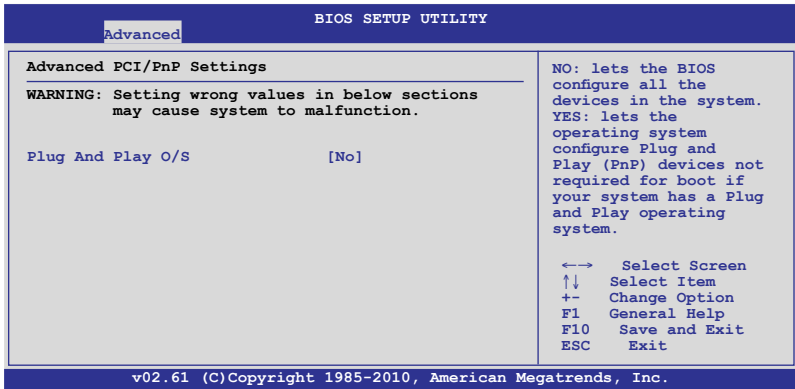 BIOS SETUP UTILITY
Advanced
Advanced PCI/PnP Settings
WARNING: Setting wrong values in below sections
may cause system to malfunction.
Plug And Play O/S [No]
NO: lets the BIOS
configure all the
devices in the system.
YES: lets the
operating system
configure Plug and
Play (PnP) devices not
required for boot if
your system has a Plug
and Play operating
system.
←→ Select Screen
↑↓ Select Item
+- Change Option
F1 General Help
F10 Save and Exit
ESC Exit
v02.61 (C)Copyright 1985-2010, American Megatrends, Inc.